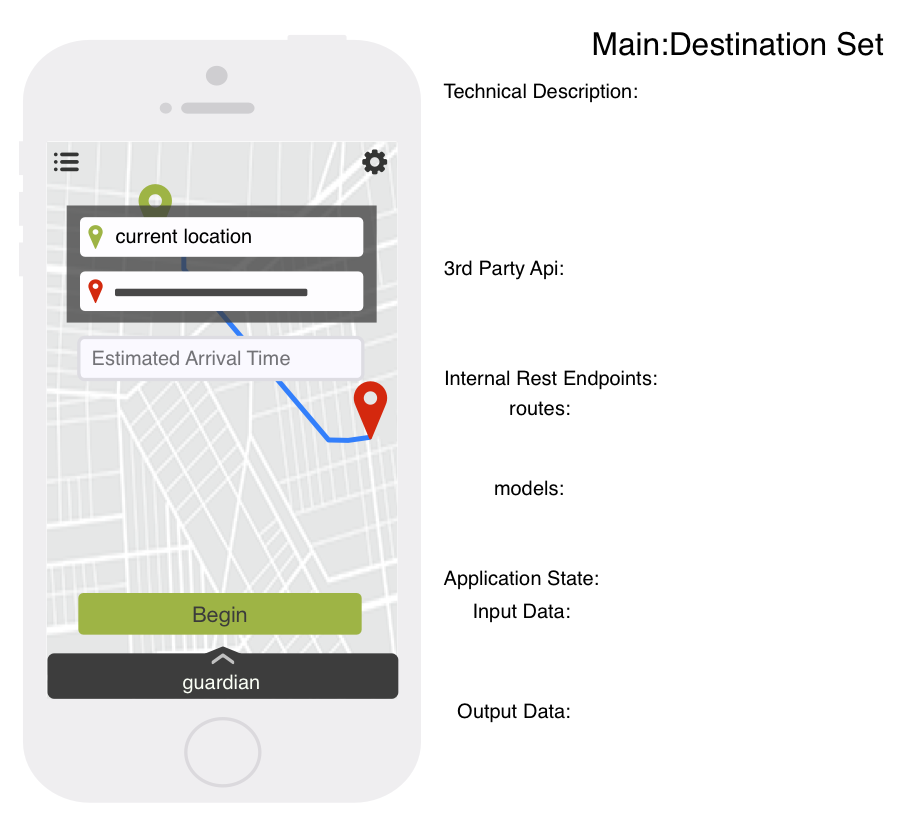 Main:Destination Set
Technical Description:
3rd Party Api:
Internal Rest Endpoints:
routes:
models:
Application State:
Input Data:
Output Data:
current location
Estimated Arrival Time
Begin
guardian